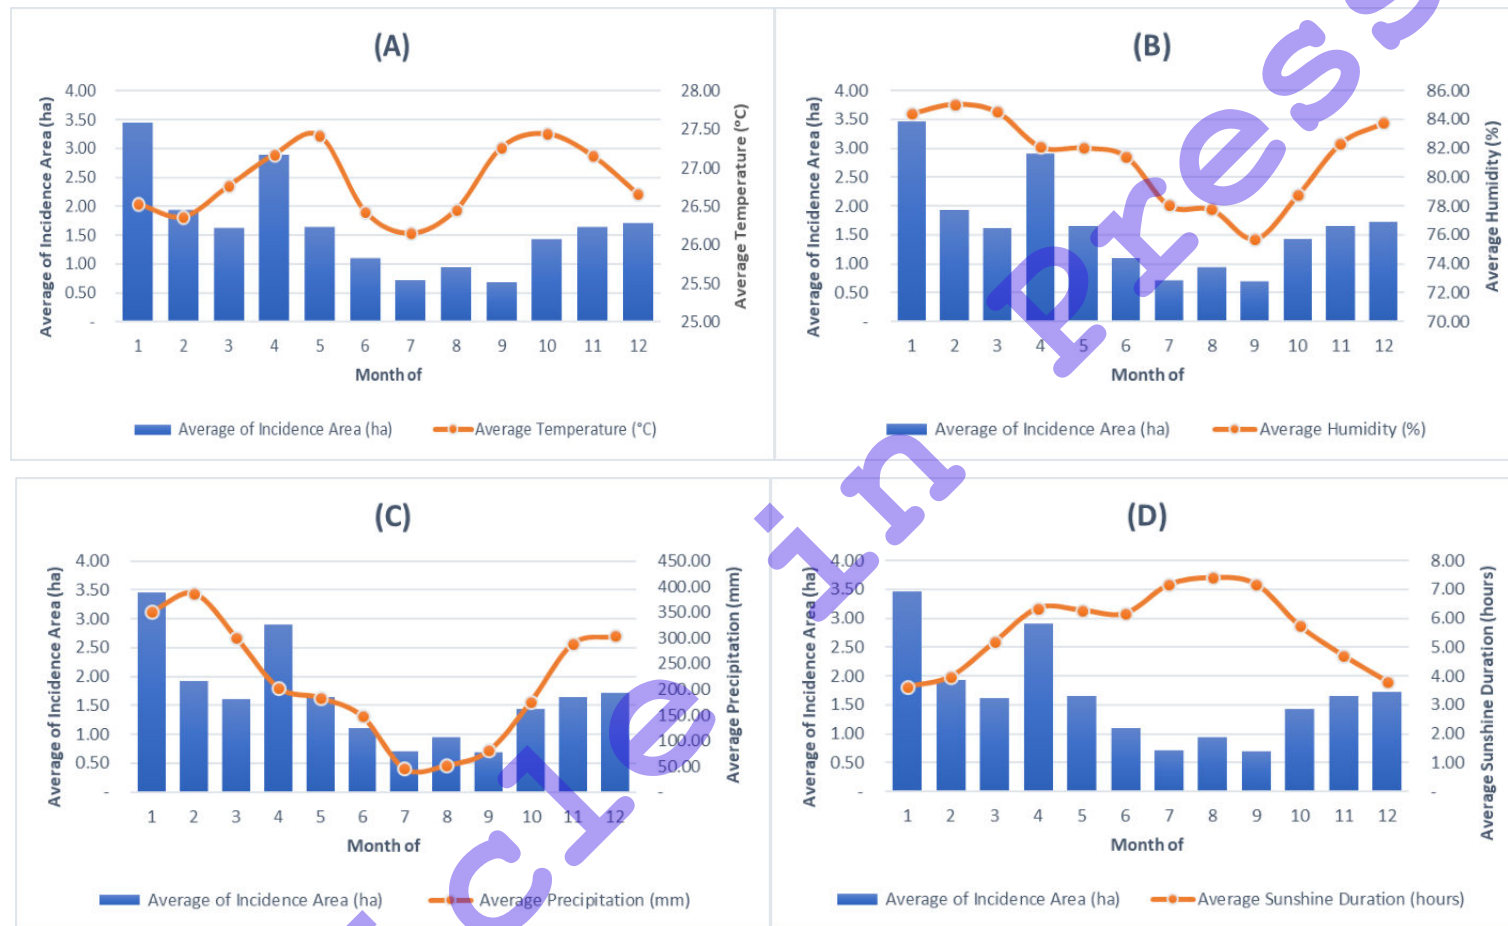 (A)
Average of Incidence Area (ha)
4.00
3.50
3.00
2.50
2.00
1.50
1.00
0.50
-
28.00
27.50
27.00
26.50
26.00
25.50
25.00
Average Temperature (°C)
1 2 3 4 5 6 7 8 9 10 11 12
Month of
Average of Incidence Area (ha) Average Temperature (°C)
(B)
Average of Incidence Area (ha)
4.00
3.50
3.00
2.50
2.00
1.50
1.00
0.50
-
86.00
84.00
82.00
80.00
78.00
76.00
74.00
72.00
70.00
Average Humidity (%)
1 2 3 4 5 6 7 8 9 10 11 12
Month of
Average of Incidence Area (ha) Average Humidity (%)
(C)
Average of Incidence Area (ha)
4.00
3.50
3.00
2.50
2.00
1.50
1.00
0.50
-
450.00
400.00
350.00
300.00
250.00
200.00
150.00
100.00
50.00
-
Average Precipitation (mm)
1 2 3 4 5 6 7 8 9 10 11 12
Month of
Average of Incidence Area (ha) Average Precipitation (mm)
(D)
Average of Incidence Area (ha)
4.00
3.50
3.00
2.50
2.00
1.50
1.00
0.50
-
8.00
7.00
6.00
5.00
4.00
3.00
2.00
1.00
-
Average Sunshine Duration (hours)
1 2 3 4 5 6 7 8 9 10 11 12
Month of
Average of Incidence Area (ha) Average Sunshine Duration (hours)
cle in Press